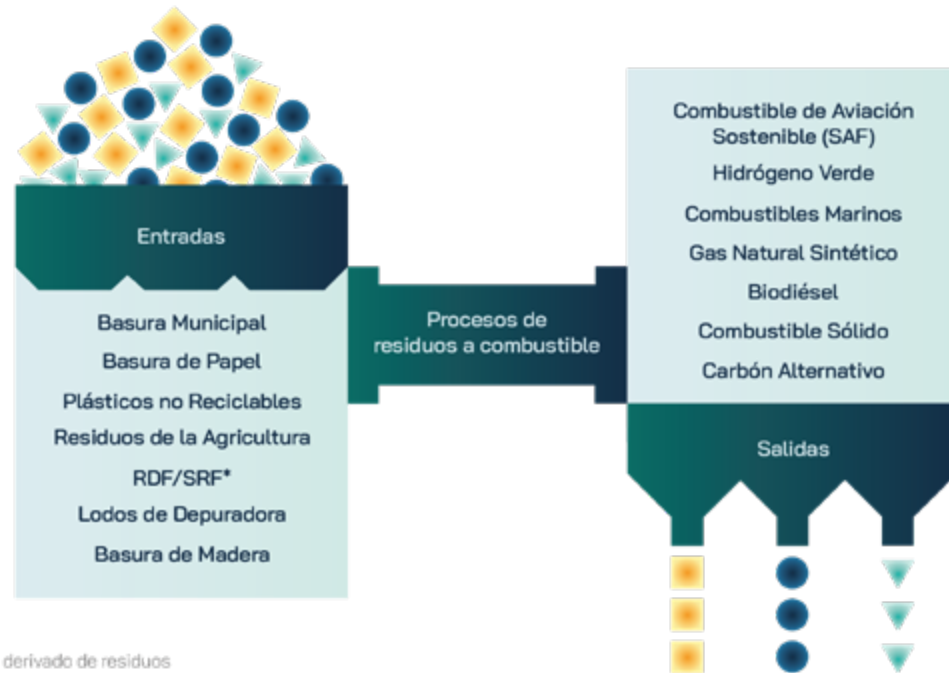 Entradas
Basura Municipal
Basura de Papel
Plásticos no Reciclables
Residuos de la Agricultura
RDF/SRF*
Lodos de Depuradora
Basura de Madera
Procesos de
residuos a combustible
Combustible de Aviación
Sostenible (SAF)
Hidrógeno Verde
Combustibles Marinos
Gas Natural Sintético
Biodiésel
Combustible Sólido
Carbón Alternativo
Salidas
derivado de residuos